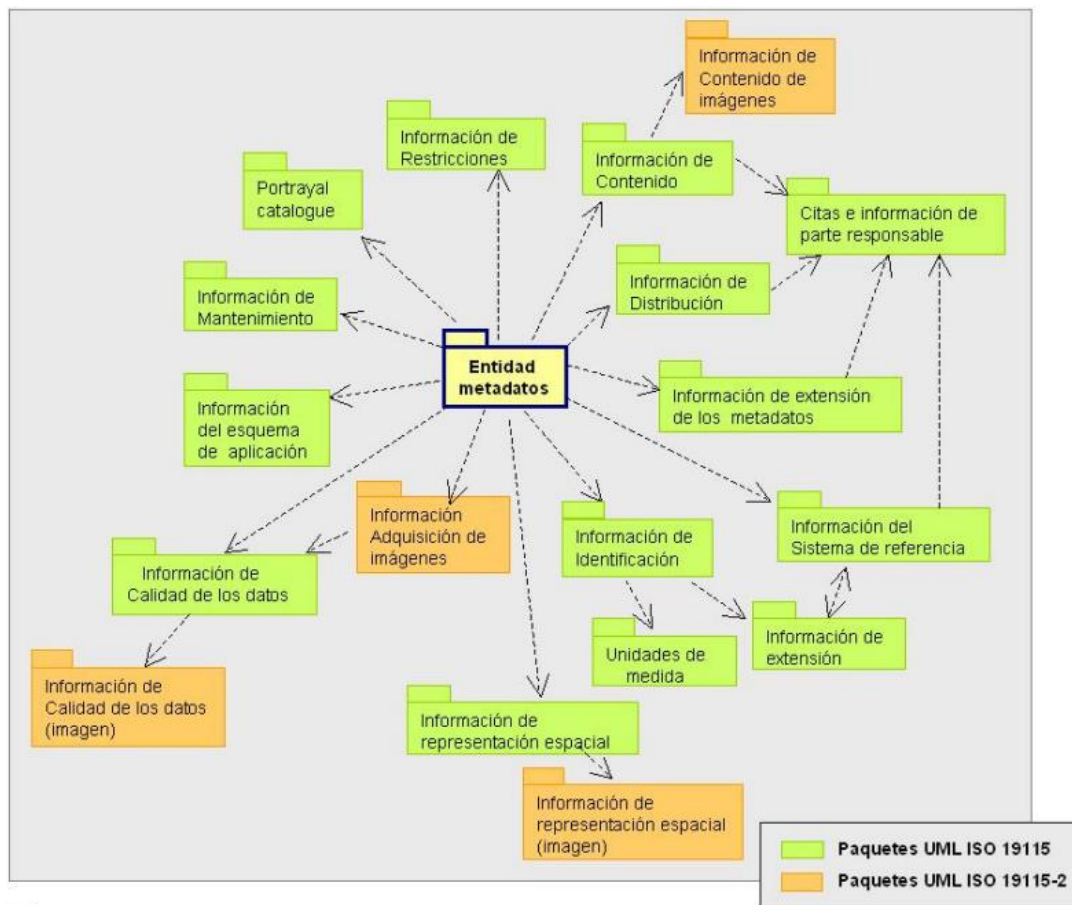 Información de
Contenido de
imágenes
Información de
Restricciones
Información de
Contenido
Portrayal
catalogue
Citas e información de
parte responsable
Información de
Mantenimiento
Información de
Distribución
Entidad
metadatos
Información de extensión
de los metadatos
Información
del esquema
de aplicación
Información
Adquisición de
imágenes
Información de
Identificación
Información del
Sistema de referencia
Información de
Calidad de los datos
Unidades de
medida
Información de
extensión
Información de
Calidad de los datos
(imagen)
Información de
representación espacial
Información de
representación espacial
(imagen)
Paquetes UML ISO 19115
Paquetes UML ISO 19115-2